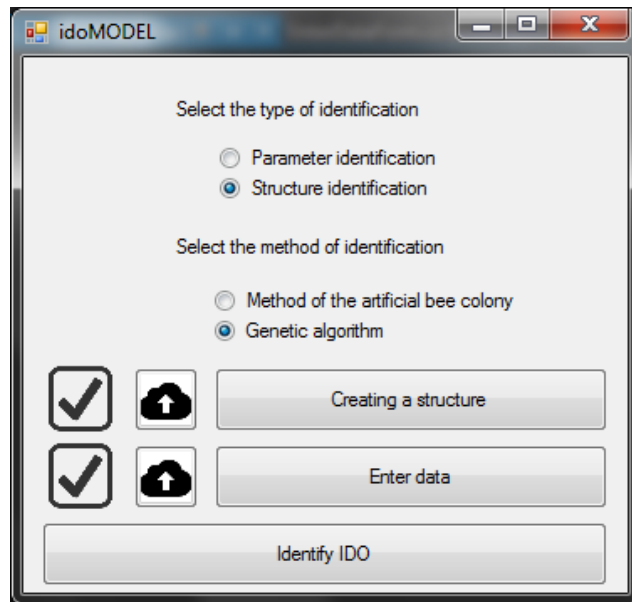 idoMODEL
Select the type of identification
Parameter identification
Structure identification
Select the method of identification
Method of the artificial bee colony
Genetic algorithm
Creating a structure
Enter data
Identify IDO